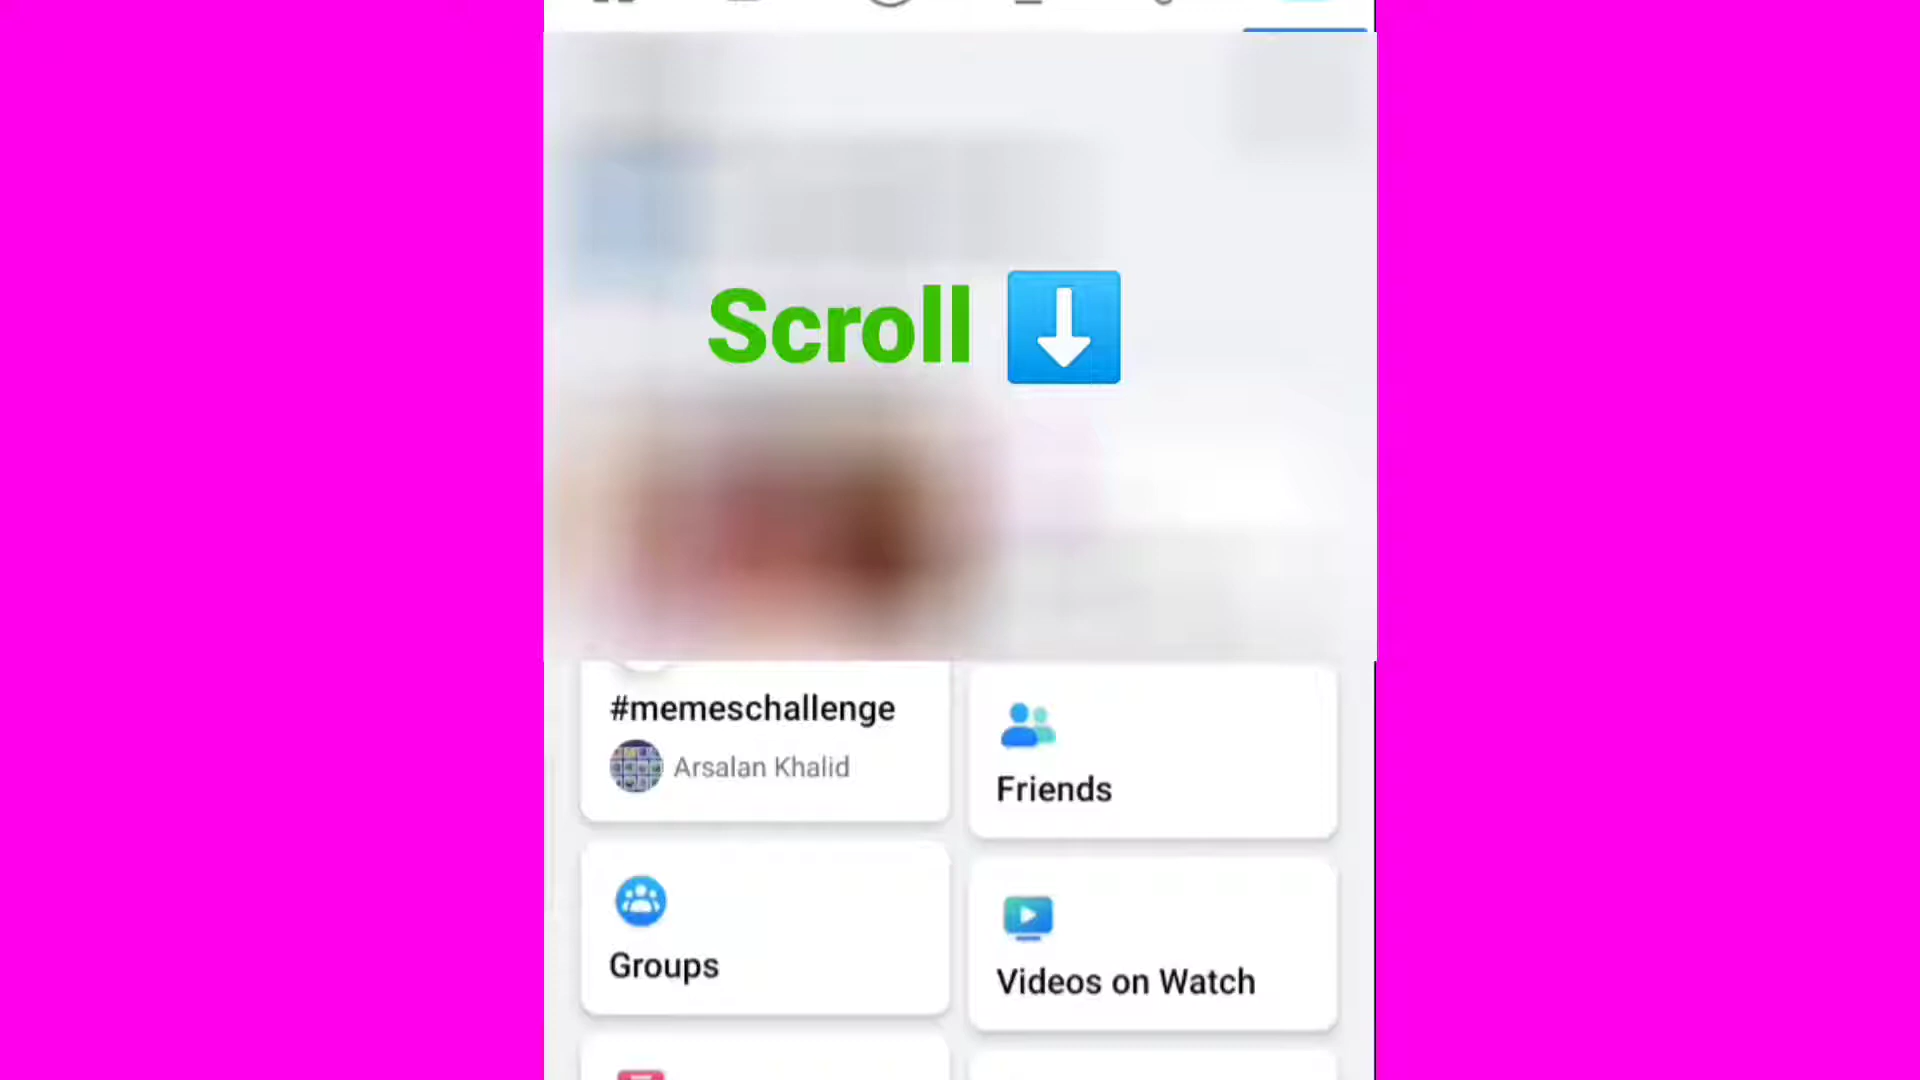 Scroll ⬇️
#memeschallenge
Arsalan Khalid
Friends
Groups
Videos on Watch